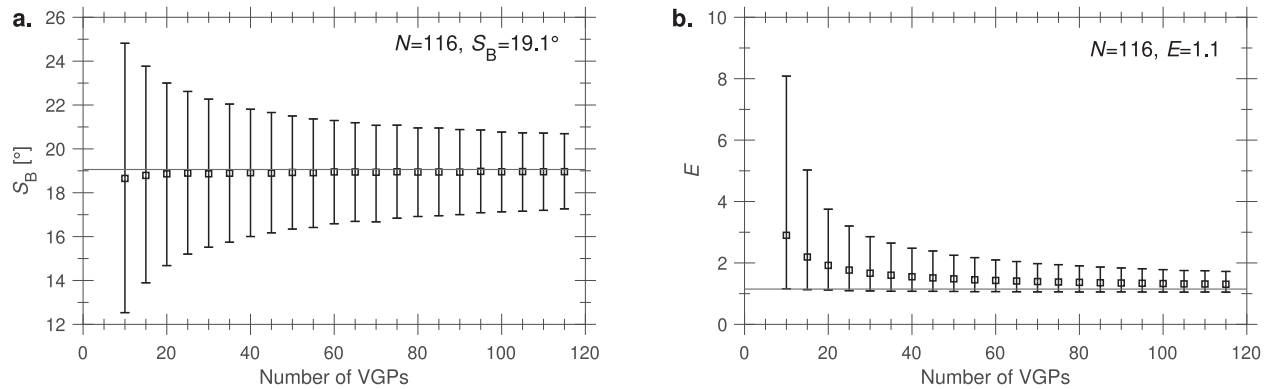 a.
N=116, S_B=19.1°
26
24
22
20
18
16
14
12
S_B [°]
0 20 40 60 80 100 120
Number of VGPs
b.
N=116, E=1.1
10
8
6
4
2
0
E
0 20 40 60 80 100 120
Number of VGPs